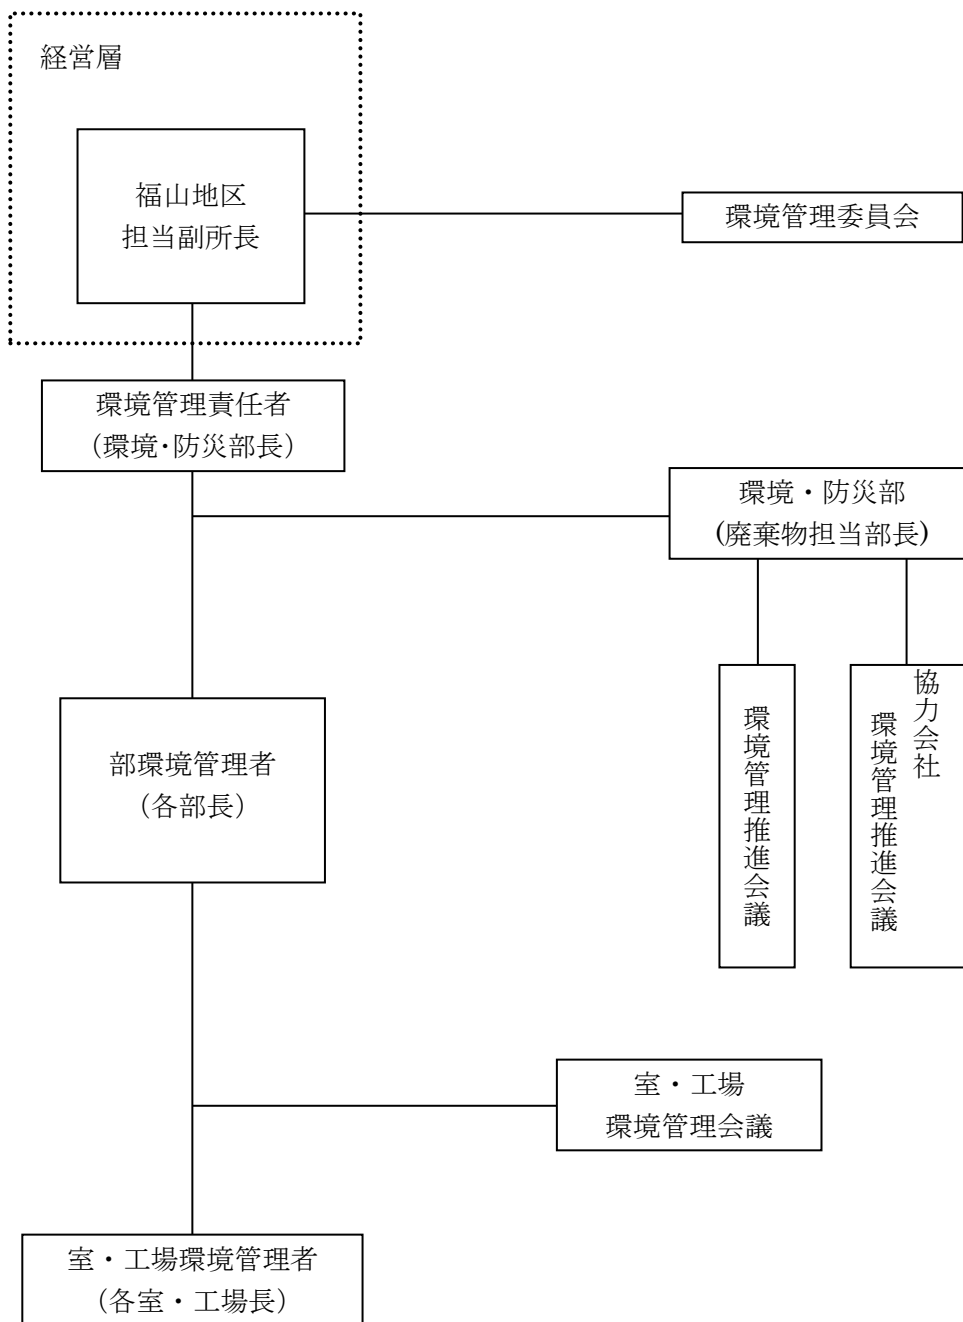 経営層
福山地区
担当副所長
環境管理委員会
環境管理責任者
（環境・防災部長）
環境・防災部
(廃棄物担当部長)
部環境管理者
（各部長）
環境管理推進会議
協力会社
環境管理推進会議
室・工場
環境管理会議
室・工場環境管理者
（各室・工場長）